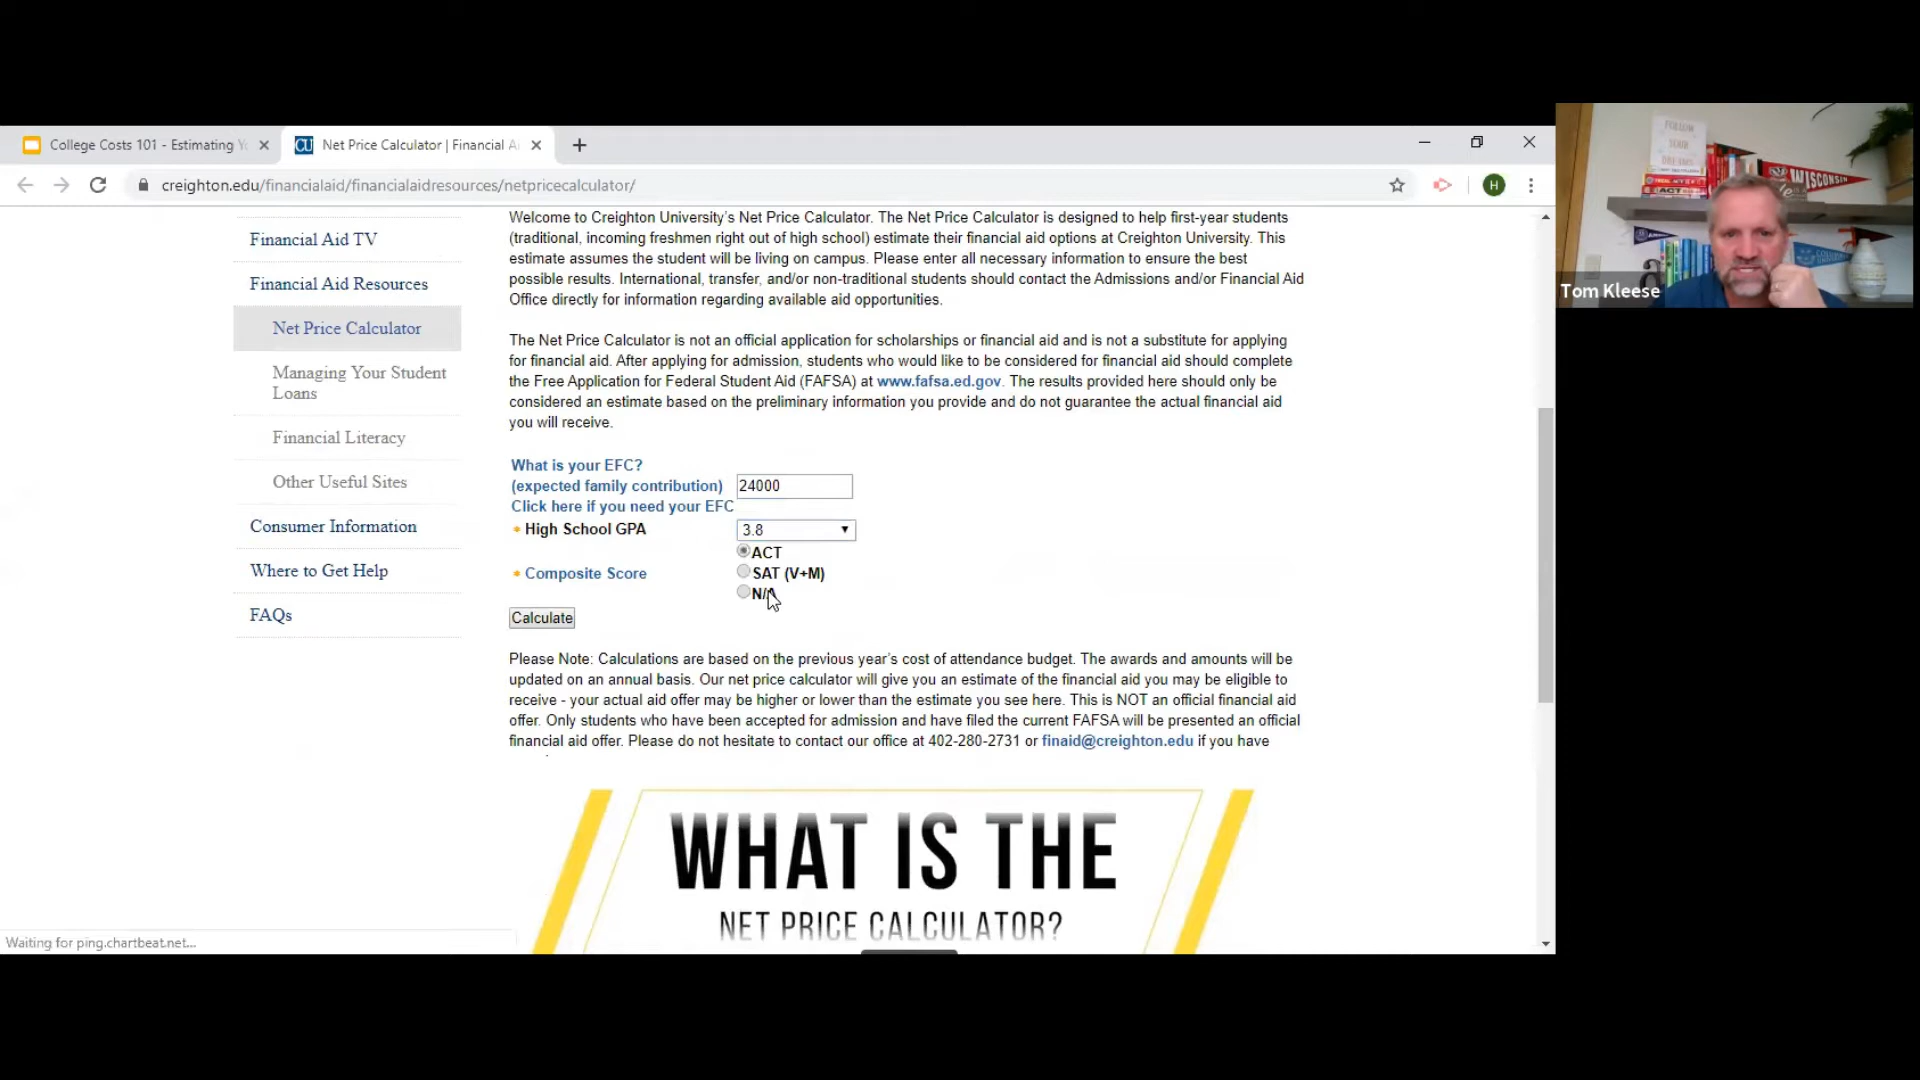 College Costs 101 - Estimating Yo
Net Price Calculator | Financial A
creighton.edu/financialaid/financialaidresources/netpricecalculator/
H
FOLLOW
YOUR
DREAMS
ACT
WISCONSIN
Tom Kleese
Financial Aid TV
Financial Aid Resources
Net Price Calculator
Managing Your Student
Loans
Financial Literacy
Other Useful Sites
Consumer Information
Where to Get Help
FAQs
Welcome to Creighton University's Net Price Calculator. The Net Price Calculator is designed to help first-year students
(traditional, incoming freshmen right out of high school) estimate their financial aid options at Creighton University. This
estimate assumes the student will be living on campus. Please enter all necessary information to ensure the best
possible results. International, transfer, and/or non-traditional students should contact the Admissions and/or Financial Aid
Office directly for information regarding available aid opportunities.
The Net Price Calculator is not an official application for scholarships or financial aid and is not a substitute for applying
for financial aid. After applying for admission, students who would like to be considered for financial aid should complete
the Free Application for Federal Student Aid (FAFSA) at www.fafsa.ed.gov. The results provided here should only be
considered an estimate based on the preliminary information you provide and do not guarantee the actual financial aid
you will receive.
What is your EFC?
(expected family contribution) 24000
Click here if you need your EFC
* High School GPA 3.8
ACT
* Composite Score SAT (V+M)
N/A
Calculate
Please Note: Calculations are based on the previous year's cost of attendance budget. The awards and amounts will be
updated on an annual basis. Our net price calculator will give you an estimate of the financial aid you may be eligible to
receive - your actual aid offer may be higher or lower than the estimate you see here. This is NOT an official financial aid
offer. Only students who have been accepted for admission and have filed the current FAFSA will be presented an official
financial aid offer. Please do not hesitate to contact our office at 402-280-2731 or finaid@creighton.edu if you have
WHAT IS THE
NET PRICE CALCULATOR?
Waiting for ping.chartbeat.net...